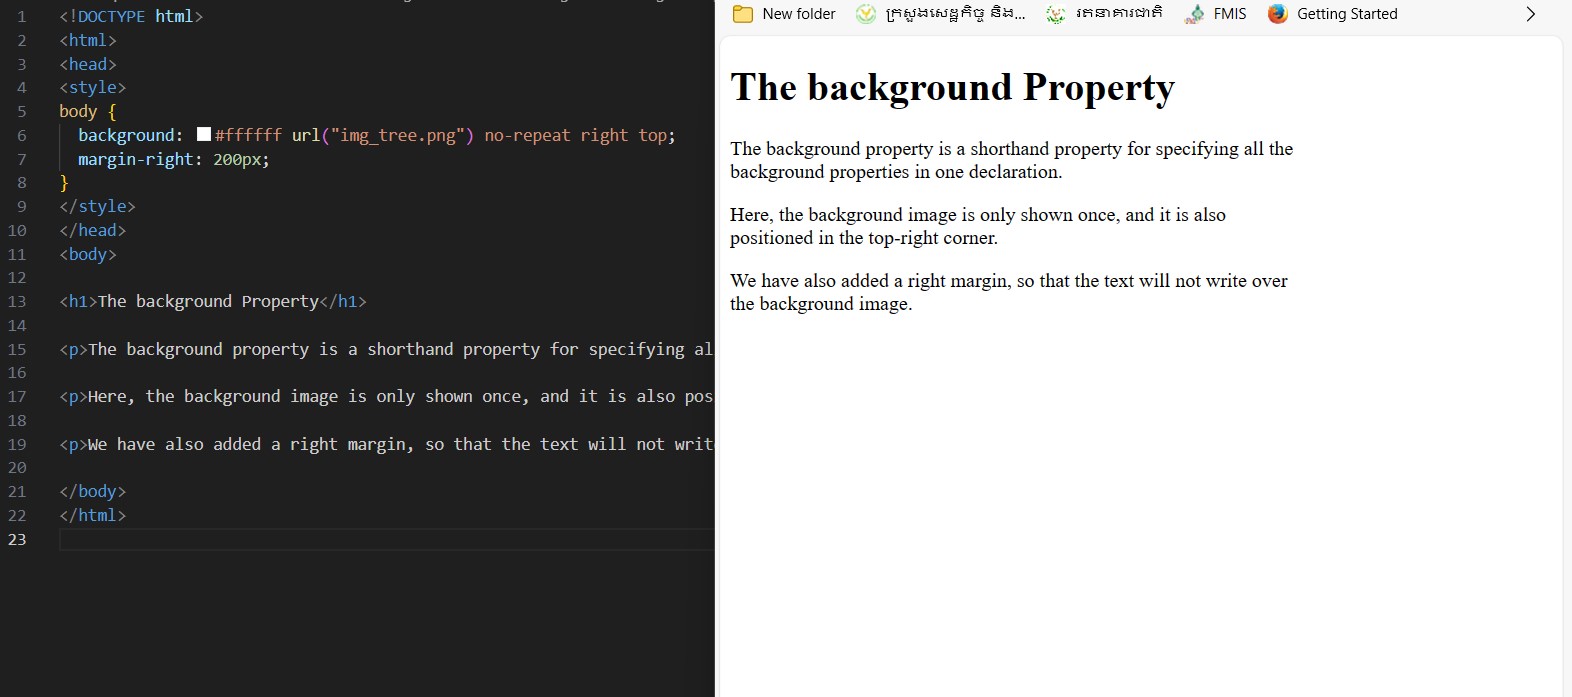 1 <!DOCTYPE html>
2 <html>
3 <head>
4 <style>
5 body {
6 background: #ffffff url("img_tree.png") no-repeat right top;
7 margin-right: 200px;
8 }
9 </style>
10 </head>
11 <body>
12
13 <h1>The background Property</h1>
14
15 <p>The background property is a shorthand property for specifying al
16
17 <p>Here, the background image is only shown once, and it is also pos
18
19 <p>We have also added a right margin, so that the text will not writ
20
21 </body>
22 </html>
23
New folder ក្រសួងសេដ្ឋកិច្ច និង... រតនាគារជាតិ FMIS Getting Started
The background Property
The background property is a shorthand property for specifying all the
background properties in one declaration.
Here, the background image is only shown once, and it is also
positioned in the top-right corner.
We have also added a right margin, so that the text will not write over
the background image.